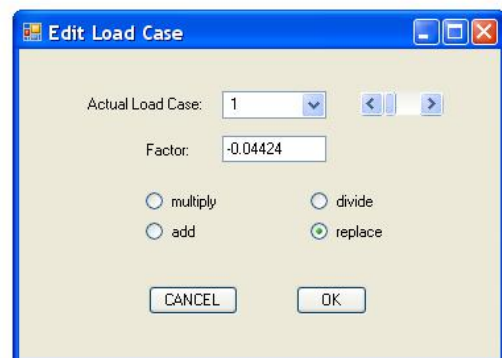 Edit Load Case
Actual Load Case: 1
Factor: -0.04424
multiply divide
add replace
CANCEL OK